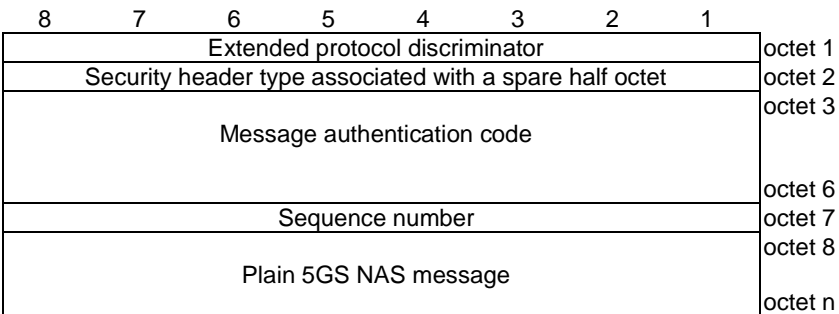 8 7 6 5 4 3 2 1
Extended protocol discriminator octet 1
Security header type associated with a spare half octet octet 2
octet 3
Message authentication code
octet 6
Sequence number octet 7
octet 8
Plain 5GS NAS message
octet n